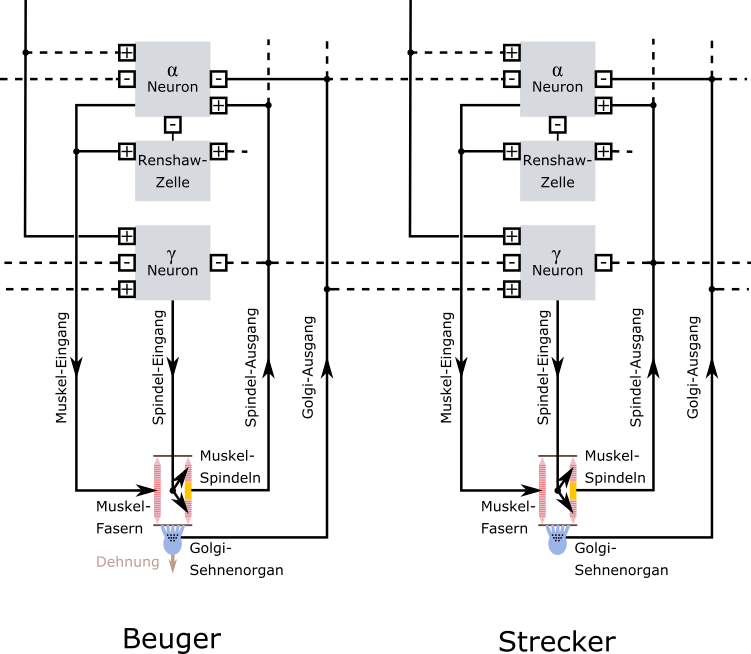 +
-
α
Neuron
-
+
-
+
Renshaw-
Zelle
+
+
-
+
γ
Neuron
-
Muskel-Eingang
Spindel-Eingang
Spindel-Ausgang
Golgi-Ausgang
Muskel-
Spindeln
Muskel-
Fasern
Dehnung
Golgi-
Sehnenorgan
Beuger
+
-
α
Neuron
-
+
-
+
Renshaw-
Zelle
+
+
-
+
γ
Neuron
-
Muskel-Eingang
Spindel-Eingang
Spindel-Ausgang
Golgi-Ausgang
Muskel-
Spindeln
Muskel-
Fasern
Golgi-
Sehnenorgan
Strecker